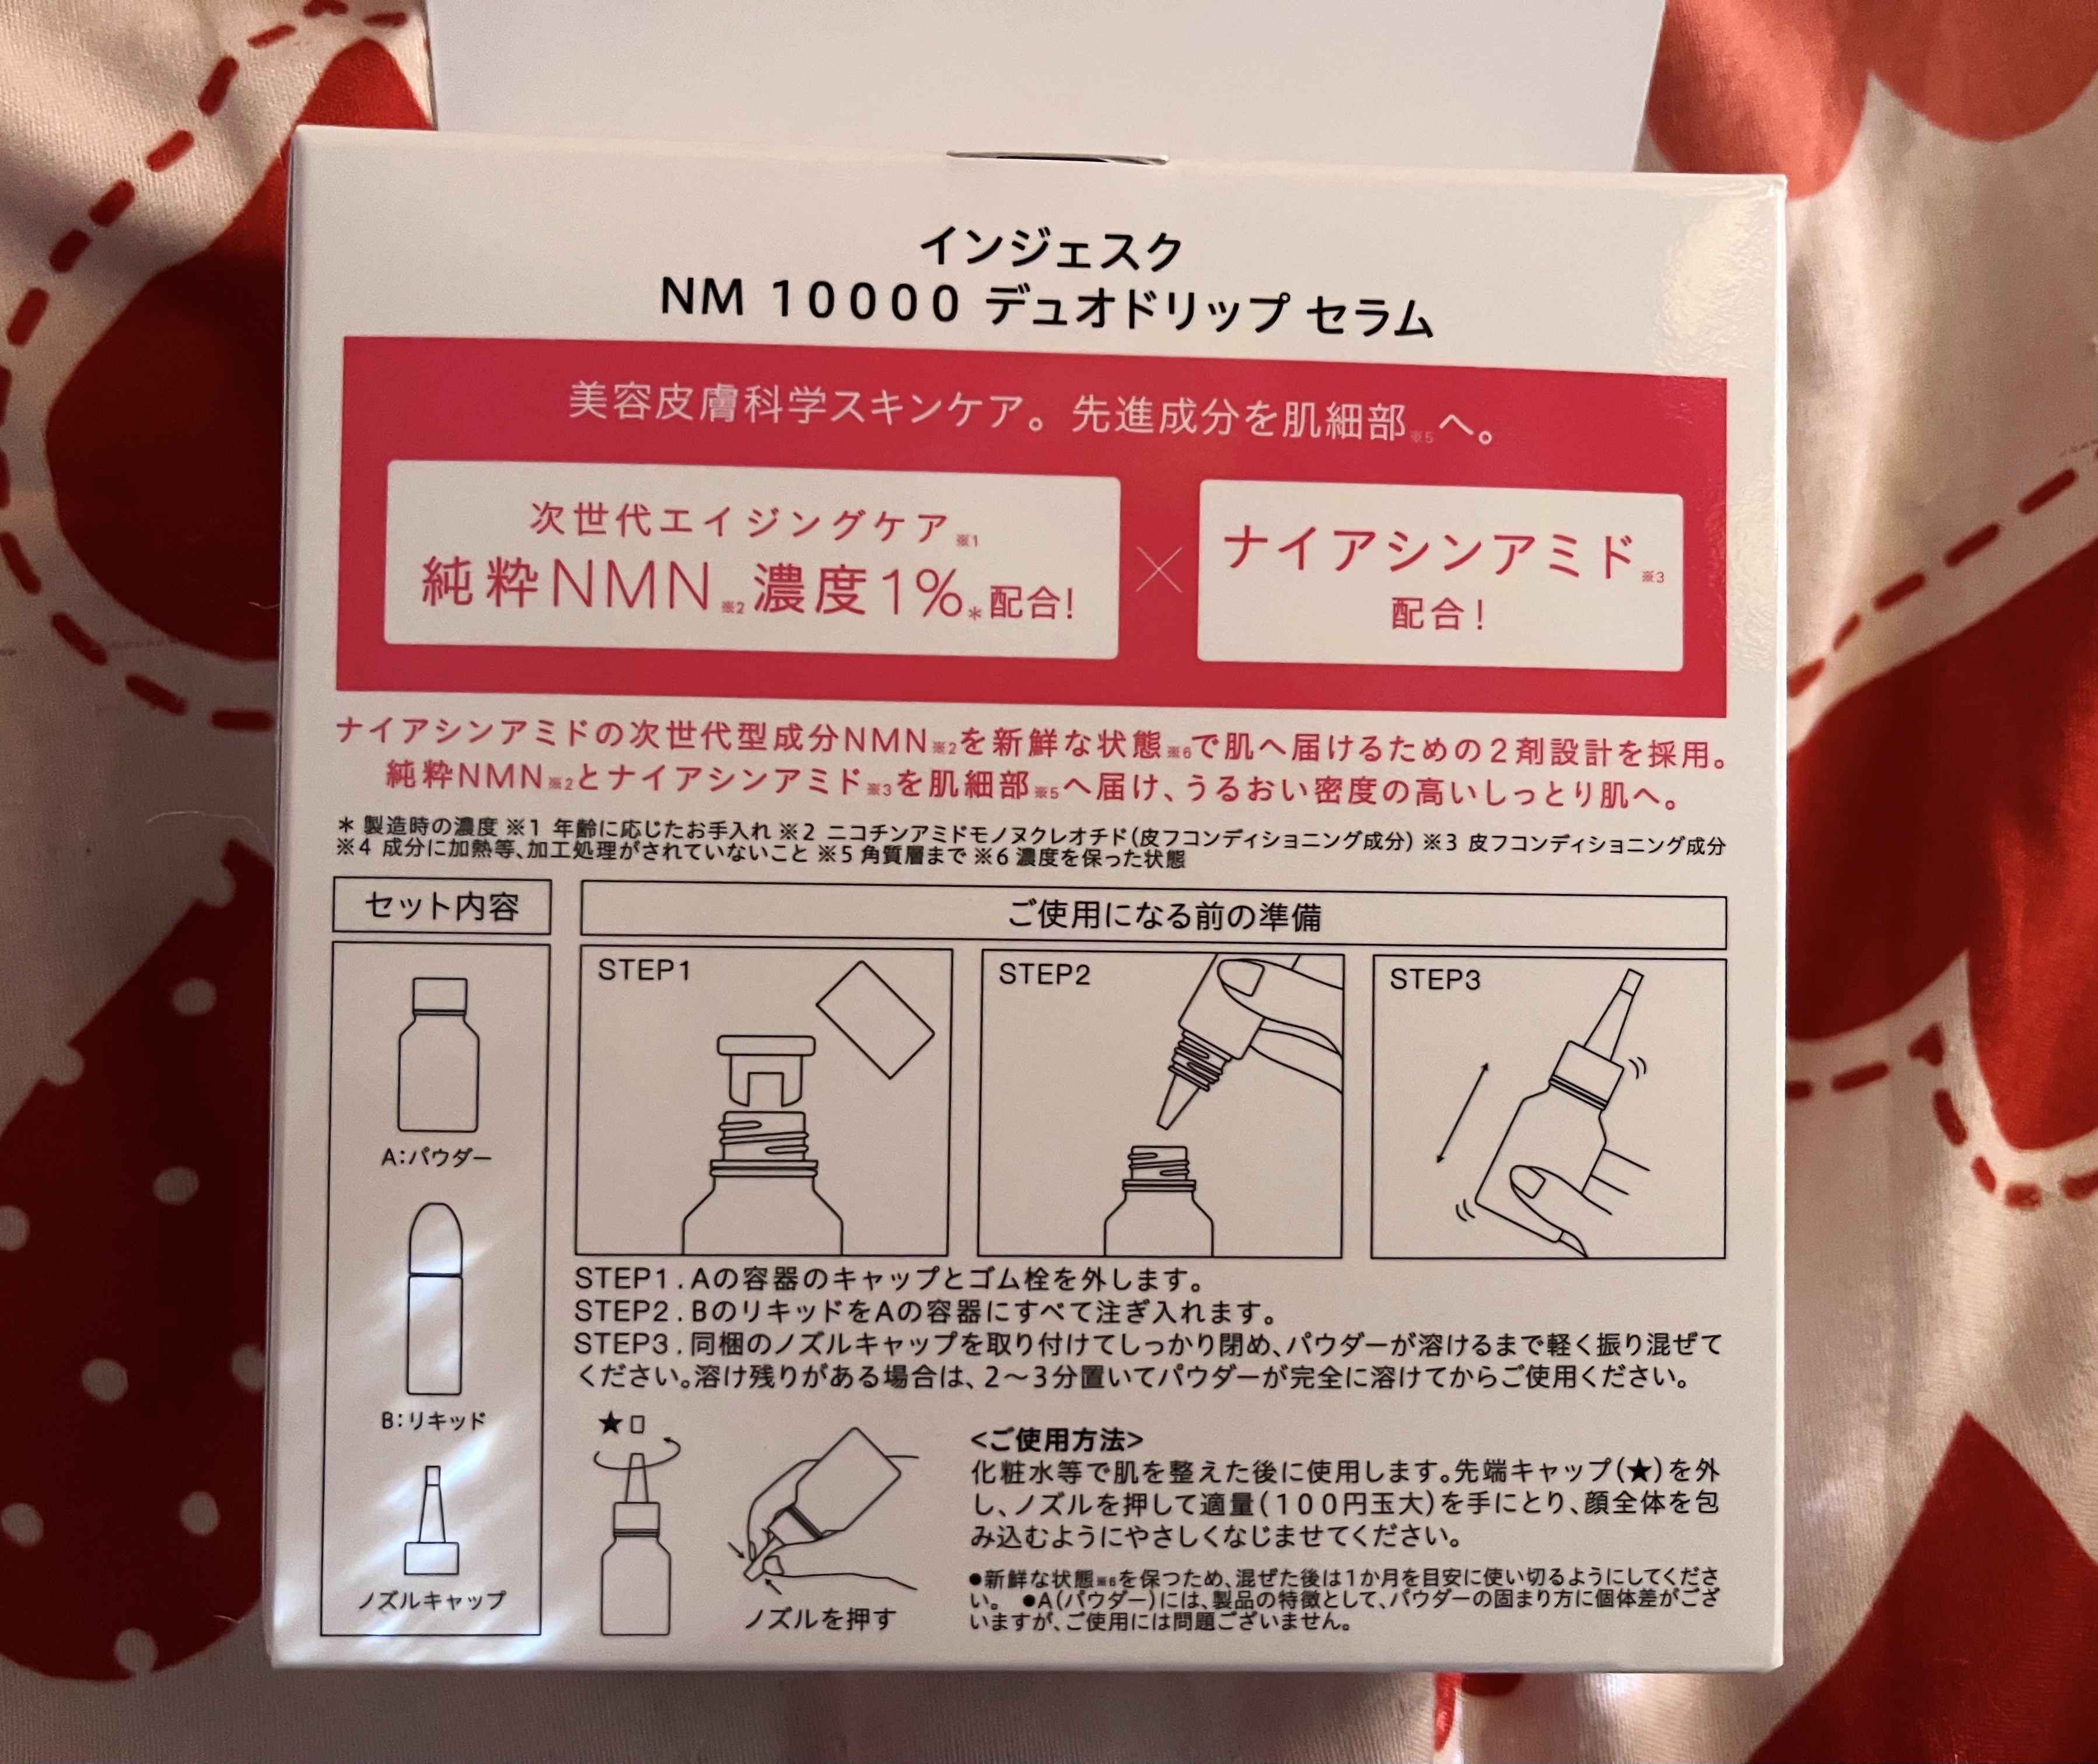 インジェスク
NM 10000 デュオドリップ セラム
美容皮膚科学スキンケア。先進成分を肌細部※5へ。
次世代エイジングケア※1
純粋NMN※2濃度1%*配合!
×
ナイアシンアミド※3
配合!
ナイアシンアミドの次世代型成分NMN※2を新鮮な状態※6で肌へ届けるための2剤設計を採用。
純粋NMN※2とナイアシンアミド※3を肌細部※5へ届け、うるおい密度の高いしっとり肌へ。
* 製造時の濃度 ※1 年齢に応じたお手入れ ※2 ニコチンアミドモノヌクレオチド(皮フコンディショニング成分) ※3 皮フコンディショニング成分
※4 成分に加熱等、加工処理がされていないこと ※5 角質層まで ※6 濃度を保った状態
セット内容
A:パウダー
B:リキッド
ノズルキャップ
ご使用になる前の準備
STEP1
STEP2
STEP3
STEP1.Aの容器のキャップとゴム栓を外します。
STEP2.BのリキッドをAの容器にすべて注ぎ入れます。
STEP3.同梱のノズルキャップを取り付けてしっかり閉め、パウダーが溶けるまで軽く振り混ぜて
ください。溶け残りがある場合は、2〜3分置いてパウダーが完全に溶けてからご使用ください。
★
ノズルを押す
<ご使用方法>
化粧水等で肌を整えた後に使用します。先端キャップ(★)を外
し、ノズルを押して適量(100円玉大)を手にとり、顔全体を包
み込むようにやさしくなじませてください。
●新鮮な状態※6を保つため、混ぜた後は1か月を目安に使い切るようにしてくださ
い。 ●A(パウダー)には、製品の特徴として、パウダーの固まり方に個体差がござ
いますが、ご使用には問題ございません。